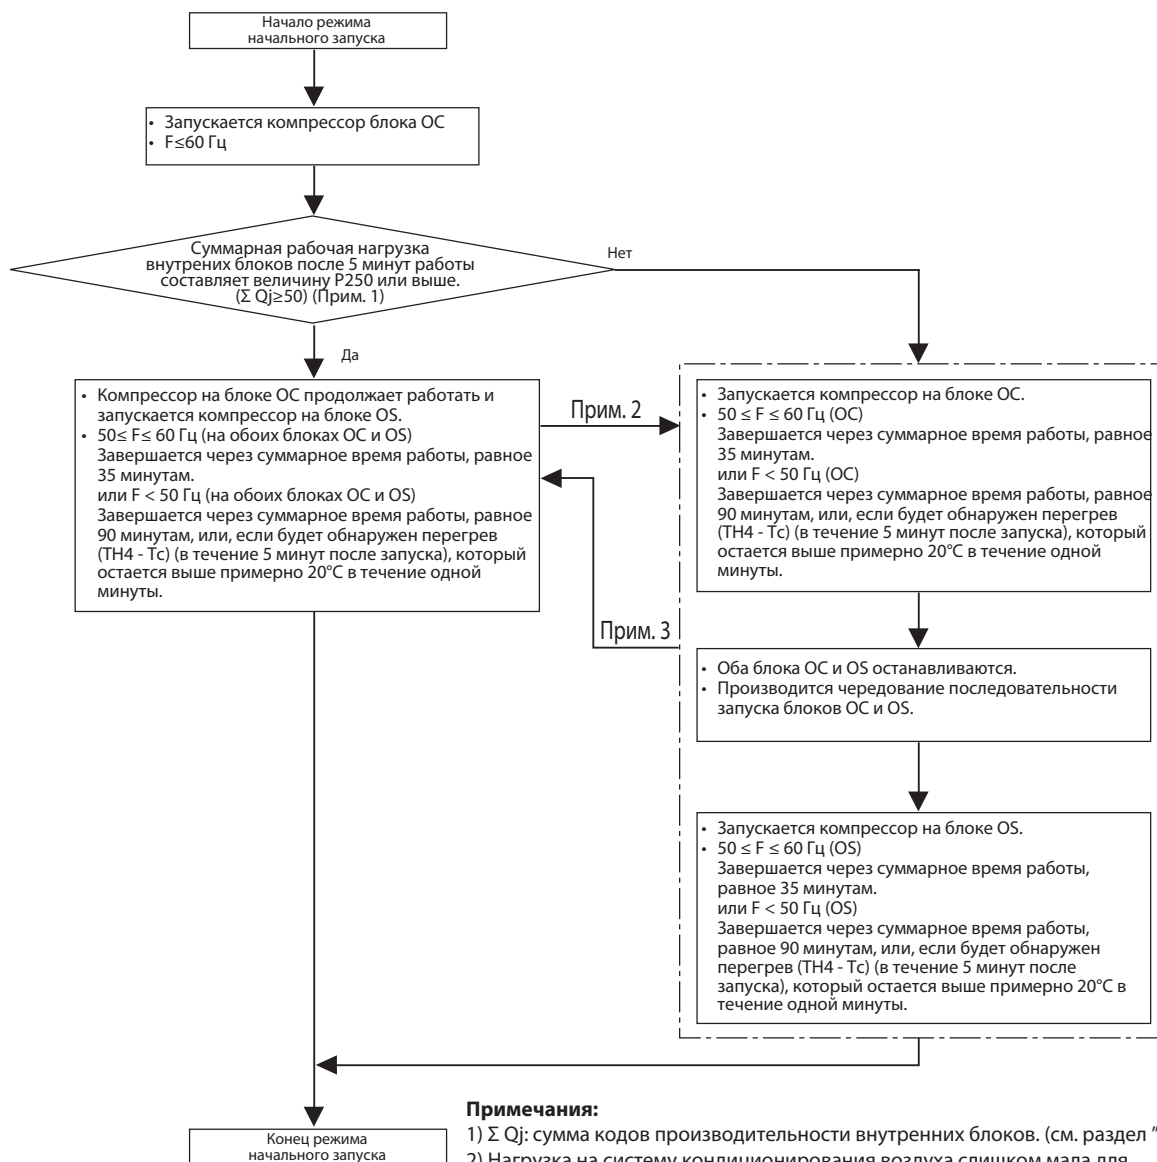 Начало режима
начального запуска
• Запускается компрессор блока OC
• F≤60 Гц
Суммарная рабочая нагрузка
внутрених блоков после 5 минут работы
составляет величину P250 или выше.
(Σ Qj≥50) (Прим. 1)
Нет
Да
• Компрессор на блоке OC продолжает работать и
запускается компрессор на блоке OS.
• 50≤ F≤ 60 Гц (на обоих блоках OC и OS)
Завершается через суммарное время работы, равное
35 минутам.
или F < 50 Гц (на обоих блоках OC и OS)
Завершается через суммарное время работы, равное
90 минутам, или, если будет обнаружен перегрев
(TH4 - Tc) (в течение 5 минут после запуска), который
остается выше примерно 20°C в течение одной
минуты.
Прим. 2
Прим. 3
• Запускается компрессор на блоке OC.
• 50 ≤ F ≤ 60 Гц (OC)
Завершается через суммарное время работы, равное
35 минутам.
или F < 50 Гц (OC)
Завершается через суммарное время работы, равное
90 минутам, или, если будет обнаружен перегрев
(TH4 - Tc) (в течение 5 минут после запуска), который
остается выше примерно 20°C в течение одной
минуты.
• Оба блока OC и OS останавливаются.
• Производится чередование последовательности
запуска блоков OC и OS.
• Запускается компрессор на блоке OS.
• 50 ≤ F ≤ 60 Гц (OS)
Завершается через суммарное время работы,
равное 35 минутам.
или F < 50 Гц (OS)
Завершается через суммарное время работы,
равное 90 минутам, или, если будет обнаружен
перегрев (TH4 - Tc) (в течение 5 минут после
запуска), который остается выше примерно 20°C в
течение одной минуты.
Конец режима
начального запуска
Примечания:
1) Σ Qj: сумма кодов производительности внутренних блоков. (см. раздел "
2) Нагрузка на систему кондиционирования воздуха слишком мала для